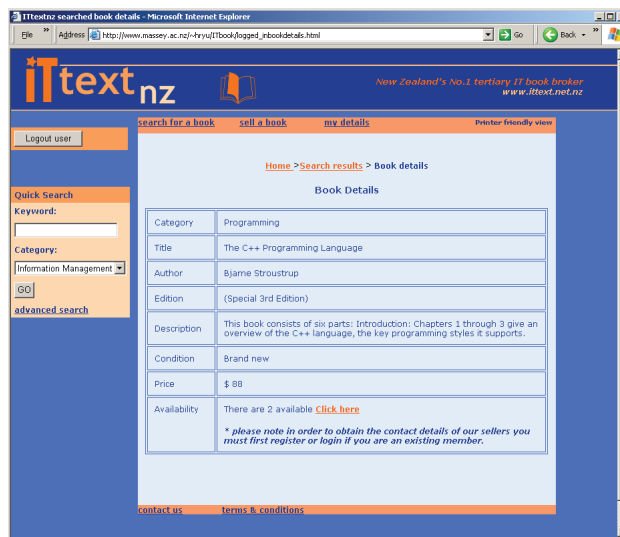 ITtextnz searched book details - Microsoft Internet Explorer
File » Address http://www.massey.ac.nz/~hryu/ITbook/logged_inbookdetails.html Go Back »
iTtextnz
New Zealand's No.1 tertiary IT book broker
www.ittext.net.nz
search for a book sell a book my details Printer friendly view
Logout user
Home >Search results > Book details
Book Details
Quick Search
Keyword:
Category:
Information Management
GO
advanced search
Category Programming
Title The C++ Programming Language
Author Bjarne Stroustrup
Edition (Special 3rd Edition)
Description This book consists of six parts: Introduction: Chapters 1 through 3 give an
overview of the C++ language, the key programming styles it supports.
Condition Brand new
Price $ 88
Availability There are 2 available Click here
* please note in order to obtain the contact details of our sellers you
must first register or login if you are an existing member.
contact us terms & conditions